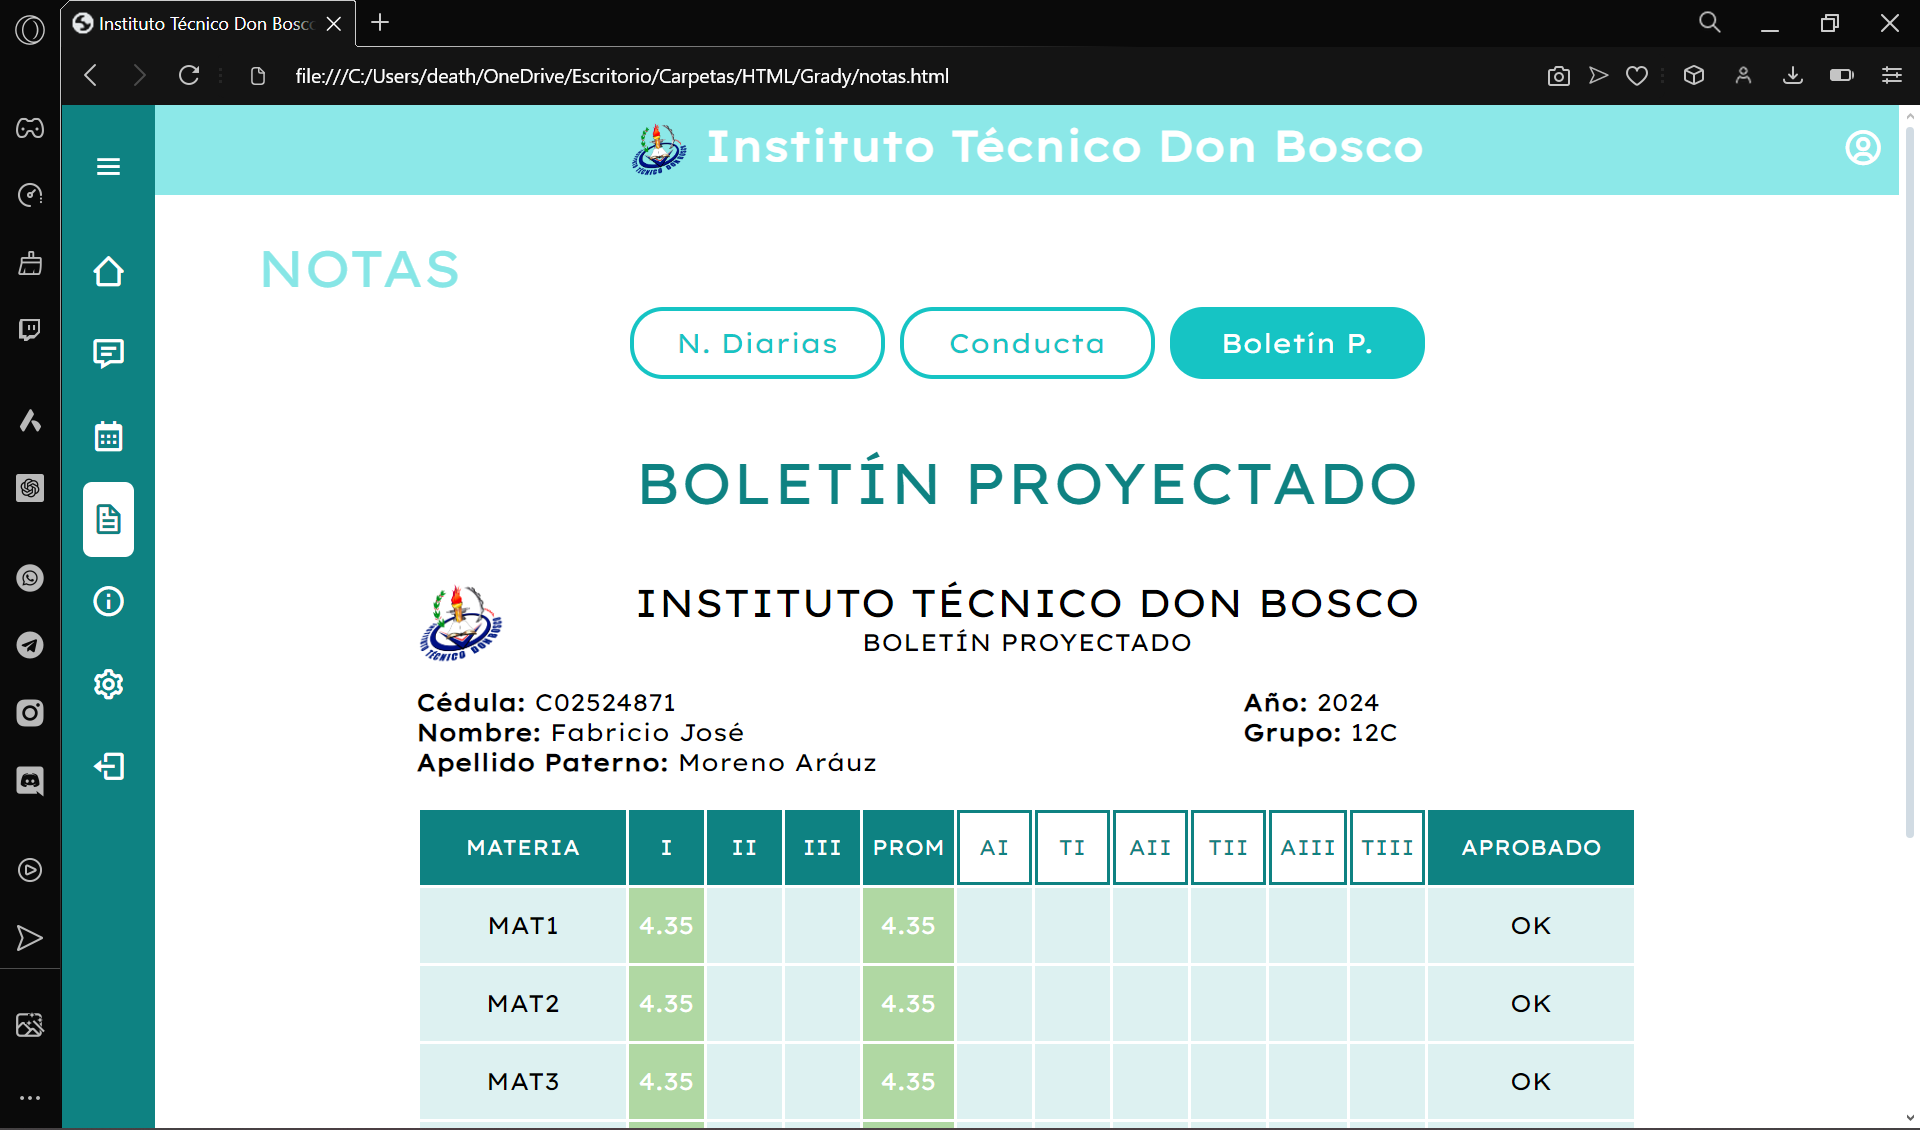 Instituto Técnico Don Bosc
file:///C:/Users/death/OneDrive/Escritorio/Carpetas/HTML/Grady/notas.html
Instituto Técnico Don Bosco
NOTAS
N. Diarias
Conducta
Boletín P.
BOLETÍN PROYECTADO
INSTITUTO TÉCNICO DON BOSCO
BOLETÍN PROYECTADO
Cédula: C02524871
Año: 2024
Nombre: Fabricio José
Grupo: 12C
Apellido Paterno: Moreno Aráuz
MATERIA I II III PROM AI TI AII TII AIII TIII APROBADO
MAT1 4.35 4.35 OK
MAT2 4.35 4.35 OK
MAT3 4.35 4.35 OK